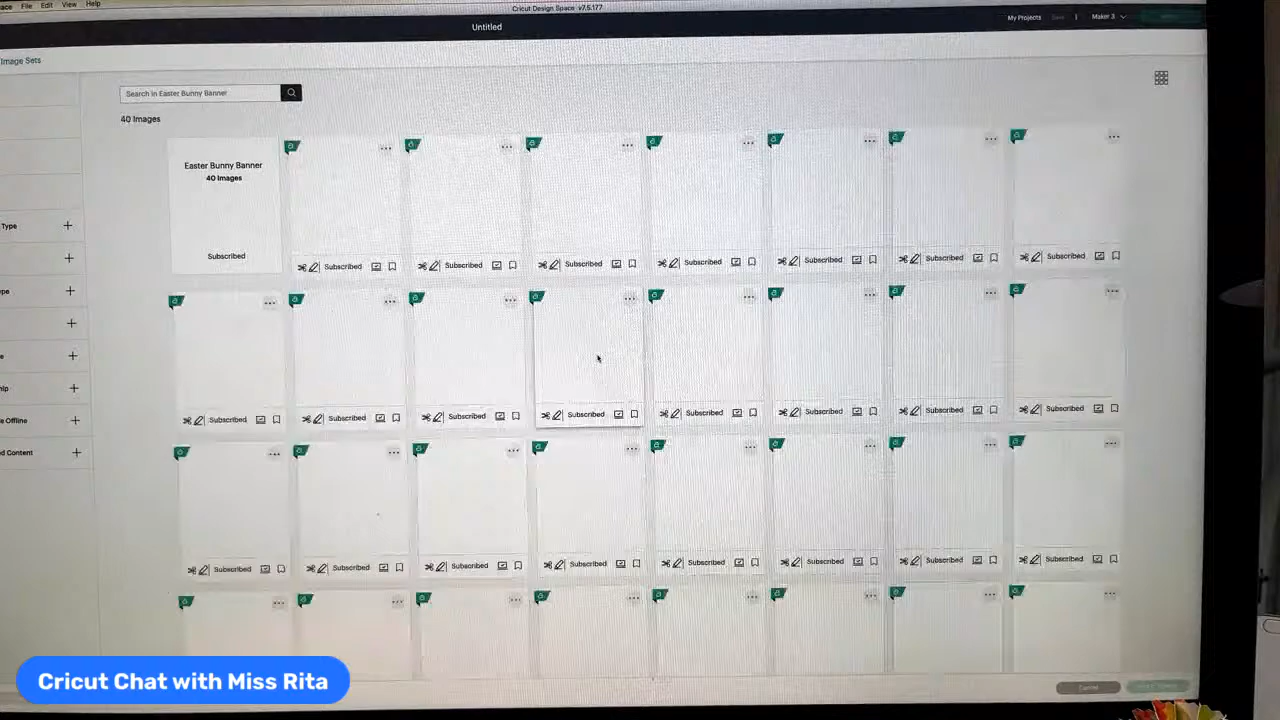 File Edit View Help
Cricut Design Space v7.5.177
Untitled
My Projects
Maker 3
Image Sets
Search in Easter Bunny Banner
40 Images
Easter Bunny Banner
40 Images
Subscribed
Subscribed Subscribed Subscribed Subscribed Subscribed Subscribed Subscribed
Type
Subscribed Subscribed Subscribed Subscribed Subscribed Subscribed Subscribed Subscribed
Offline
Content
Subscribed Subscribed Subscribed Subscribed Subscribed Subscribed Subscribed Subscribed
Cancel
Cricut Chat with Miss Rita